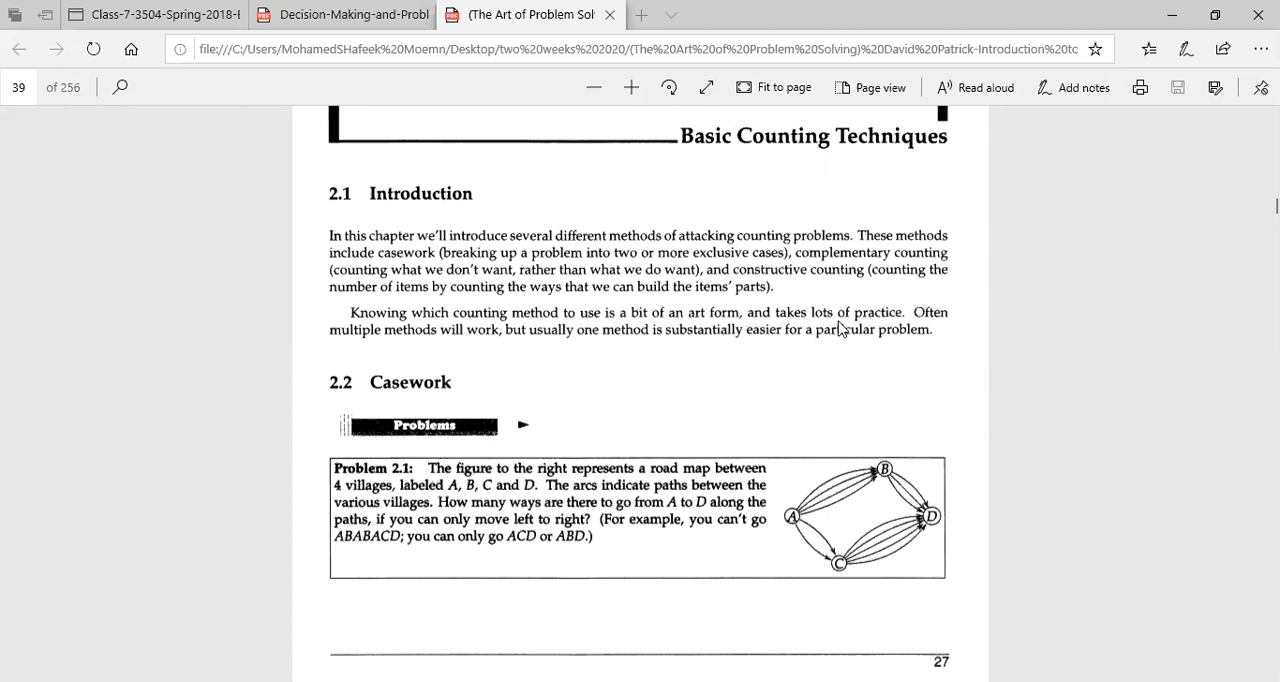 Class-7-3504-Spring-2018-I
Decision-Making-and-Probl
(The Art of Problem Sol
file:///C:/Users/MohamedSHafeek%20Moemn/Desktop/two%20weeks%202020/(The%20Art%20of%20Problem%20Solving)%20David%20Patrick-Introduction%20tc
39 of 256
Fit to page
Page view
Read aloud
Add notes
Basic Counting Techniques
2.1 Introduction
In this chapter we'll introduce several different methods of attacking counting problems. These methods
include casework (breaking up a problem into two or more exclusive cases), complementary counting
(counting what we don't want, rather than what we do want), and constructive counting (counting the
number of items by counting the ways that we can build the items' parts).
Knowing which counting method to use is a bit of an art form, and takes lots of practice. Often
multiple methods will work, but usually one method is substantially easier for a particular problem.
2.2 Casework
Problems
Problem 2.1: The figure to the right represents a road map between
4 villages, labeled A, B, C and D. The arcs indicate paths between the
various villages. How many ways are there to go from A to D along the
paths, if you can only move left to right? (For example, you can't go
ABABACD; you can only go ACD or ABD.)
B
A
D
C
27